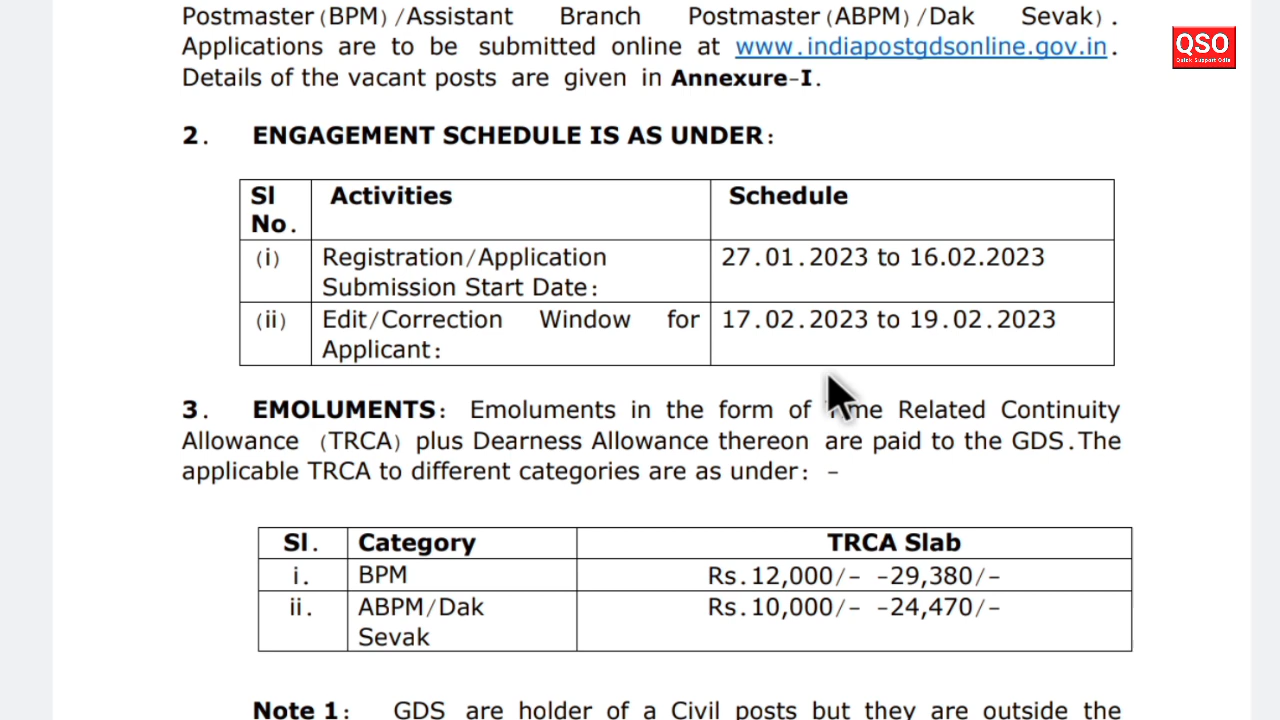 Postmaster(BPM)/Assistant Branch Postmaster(ABPM)/Dak Sevak).
Applications are to be submitted online at www.indiapostgdsonline.gov.in.
Details of the vacant posts are given in Annexure-I.
QSO
Quick Support Odia
2. ENGAGEMENT SCHEDULE IS AS UNDER:
Sl No. Activities Schedule
(i) Registration/Application Submission Start Date: 27.01.2023 to 16.02.2023
(ii) Edit/Correction Window for Applicant: 17.02.2023 to 19.02.2023
3. EMOLUMENTS: Emoluments in the form of Related Continuity
Allowance (TRCA) plus Dearness Allowance thereon are paid to the GDS.The
applicable TRCA to different categories are as under: -
Sl. Category TRCA Slab
i. BPM Rs.12,000/- -29,380/-
ii. ABPM/Dak Sevak Rs.10,000/- -24,470/-
Note 1: GDS are holder of a Civil posts but they are outside the